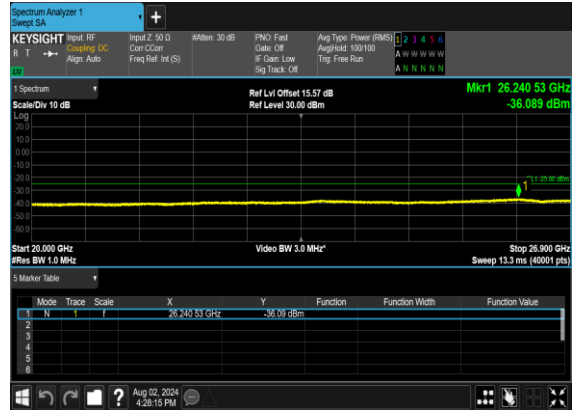 Spectrum Analyzer 1
Swept SA
+
KEYSIGHT Input: RF Input Z: 50 Ω #Atten: 30 dB PNO: Fast Avg Type: Power (RMS) 1 2 3 4 5 6
R T Coupling: DC Corr CCorr Gate: Off Avg|Hold: 100/100 A W W W W W
Align: Auto Freq Ref: Int (S) IF Gain: Low Trig: Free Run
Sig Track: Off A N N N N N
1 Spectrum Ref Lvl Offset 15.57 dB Mkr1 26.240 53 GHz
Scale/Div 10 dB Ref Level 30.00 dBm -36.089 dBm
Log
20.0
10.0
0.00
-10.0
-20.0
-30.0
-40.0
-50.0
-60.0
L1 -25.00 dBm
1
Start 20.000 GHz Video BW 3.0 MHz* Stop 26.900 GHz
#Res BW 1.0 MHz Sweep 13.3 ms (40001 pts)
5 Marker Table
Mode Trace Scale X Y Function Function Width Function Value
1 N 1 f 26.240 53 GHz -36.09 dBm
2
3
4
5
6
? Aug 02, 2024
4:28:15 PM